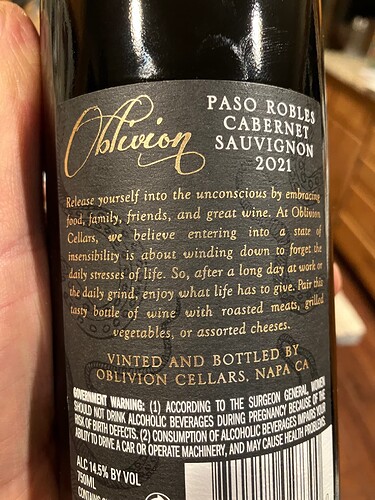 Oblivion
PASO ROBLES
CABERNET
SAUVIGNON
2021
Release yourself into the unconscious by embracing
food, family, friends, and great wine. At Oblivion
Cellars, we believe entering into a state of
insensibility is about winding down to forget the
daily stresses of life. So, after a long day at work or
the daily grind, enjoy what life has to give. Pair this
tasty bottle of wine with roasted meats, grilled
vegetables, or assorted cheeses.
VINTED AND BOTTLED BY
OBLIVION CELLARS, NAPA CA
GOVERNMENT WARNING: (1) ACCORDING TO THE SURGEON GENERAL, WOMEN
SHOULD NOT DRINK ALCOHOLIC BEVERAGES DURING PREGNANCY BECAUSE OF THE
RISK OF BIRTH DEFECTS. (2) CONSUMPTION OF ALCOHOLIC BEVERAGES IMPAIRS YOUR
ABILITY TO DRIVE A CAR OR OPERATE MACHINERY, AND MAY CAUSE HEALTH PROBLEMS
ALC 14.5% BY VOL
750ML